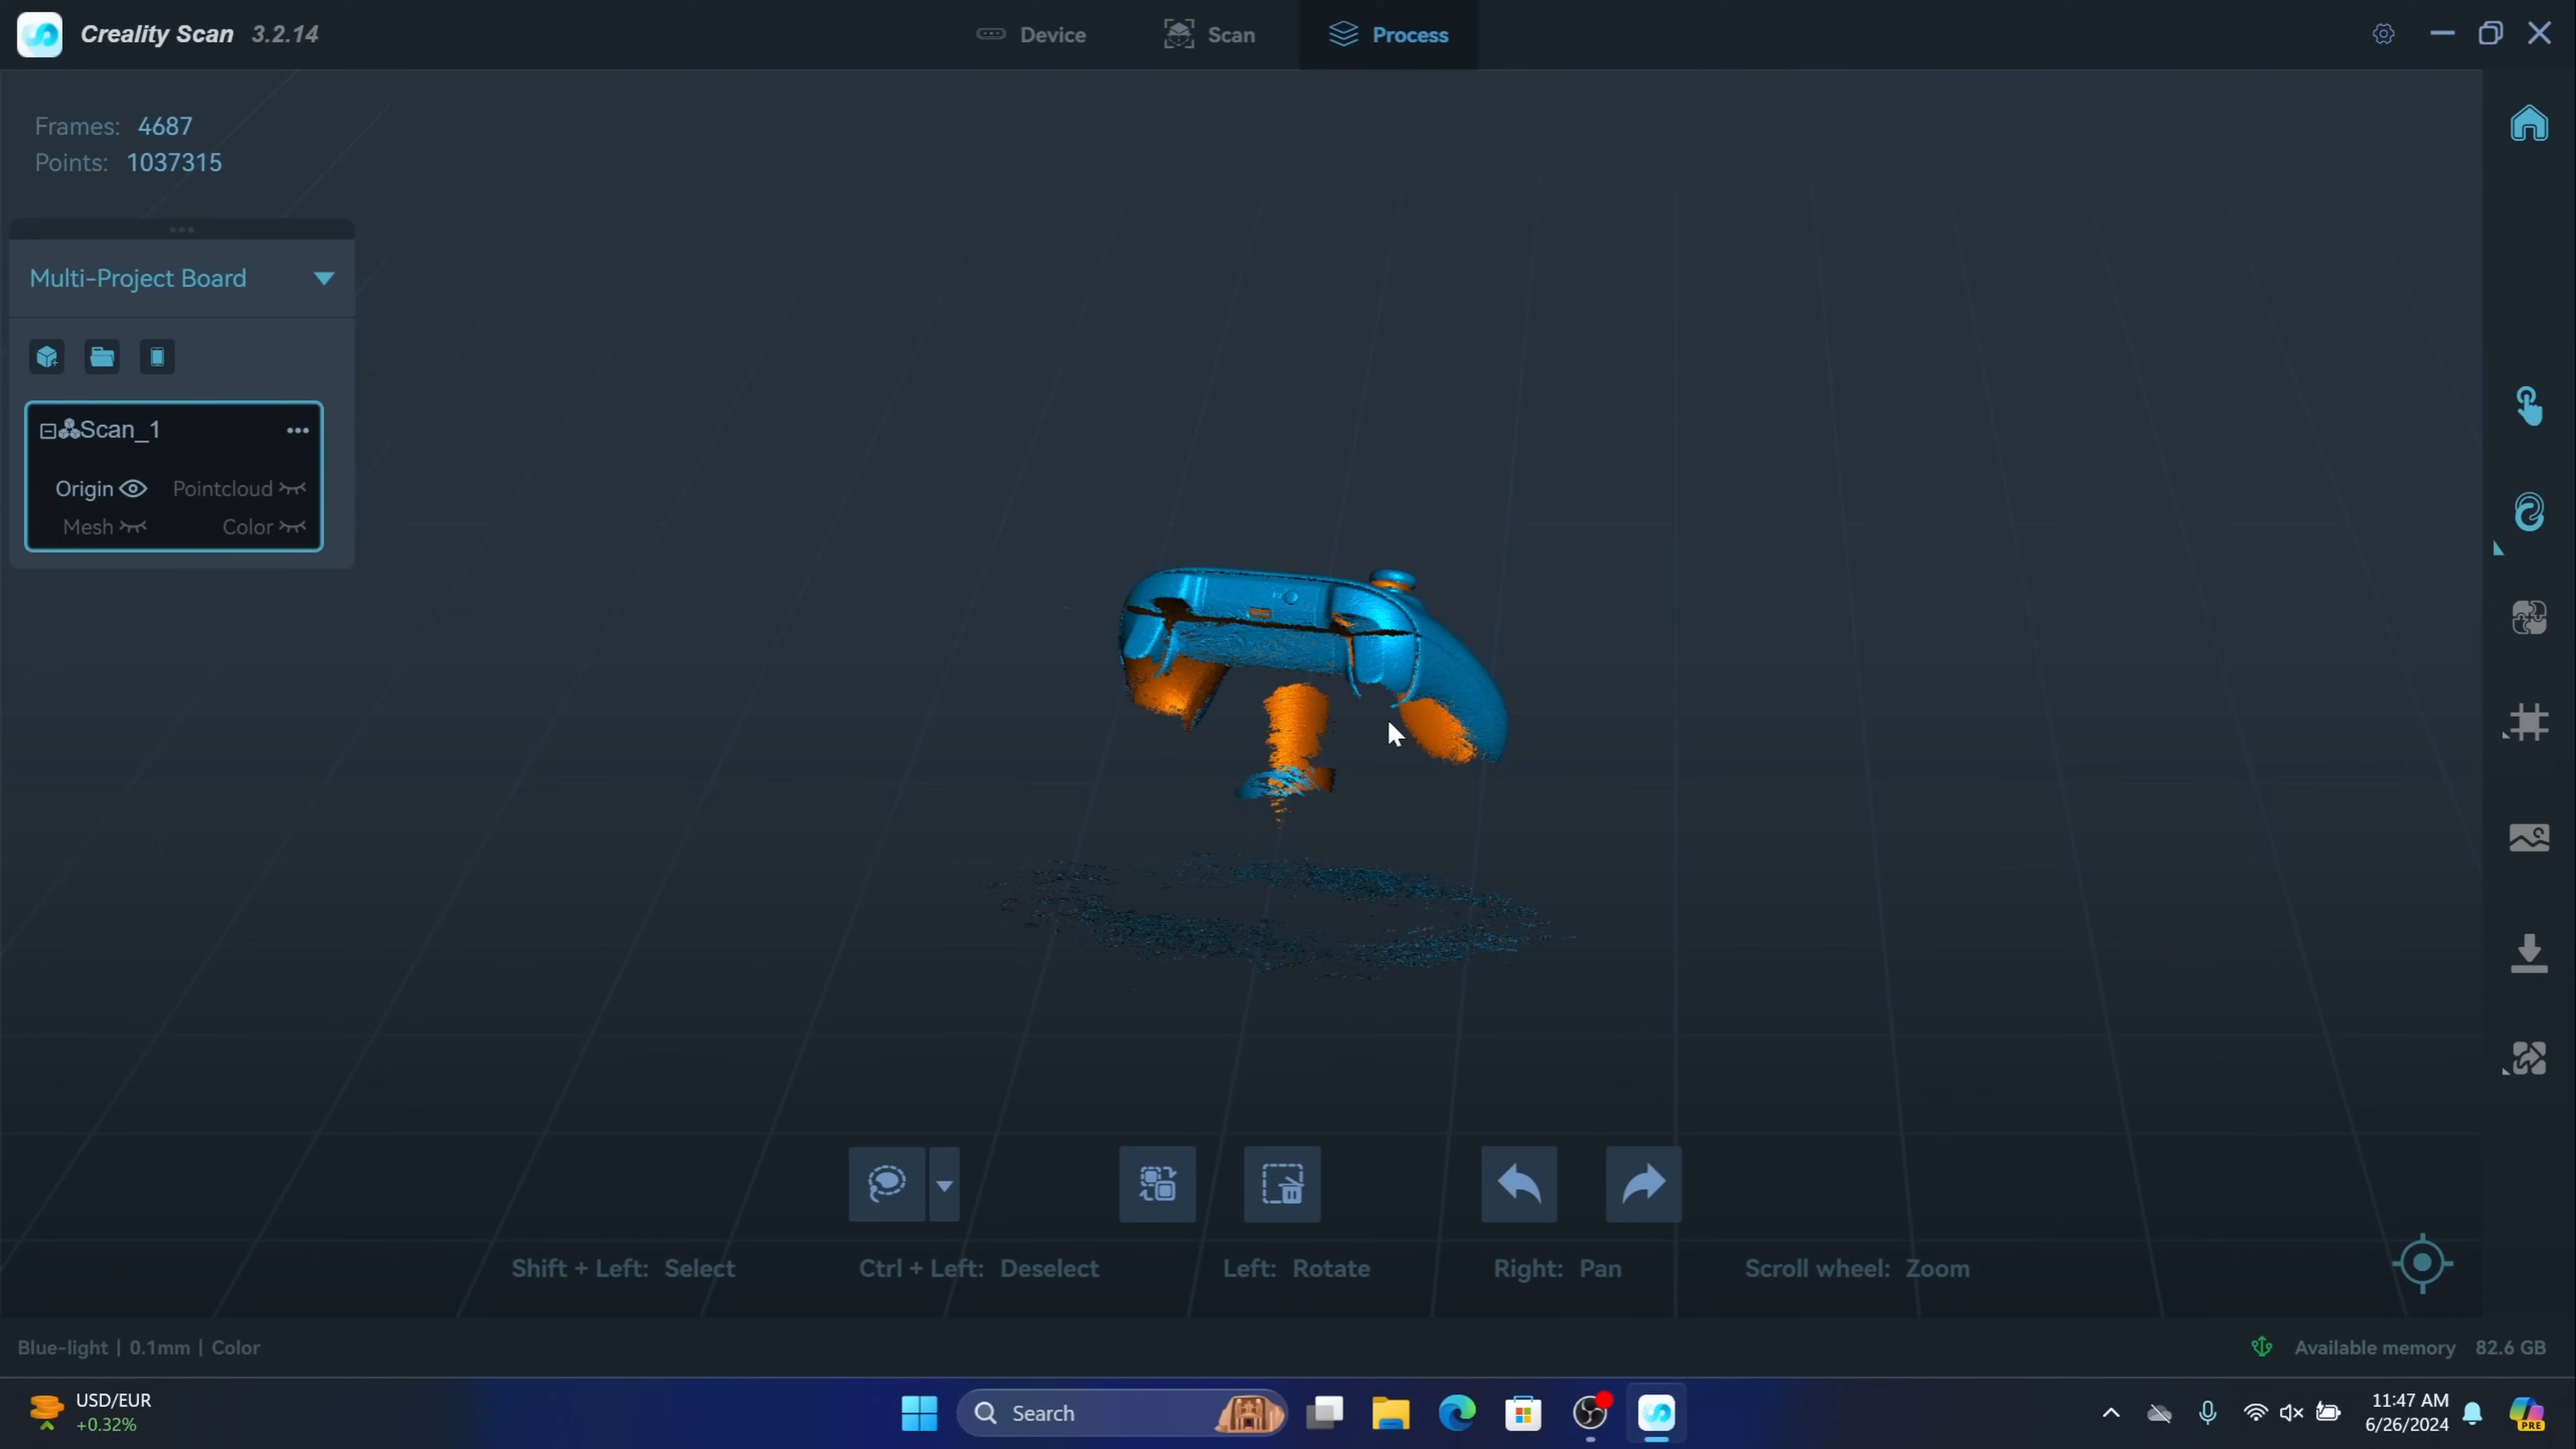 Creality Scan 3.2.14
Device
Scan
Process
Frames: 4687
Points: 1037315
Multi-Project Board
Scan_1
Origin
Pointcloud
Mesh
Color
Shift + Left: Select
Ctrl + Left: Deselect
Left: Rotate
Right: Pan
Scroll wheel: Zoom
Blue-light | 0.1mm | Color
Available memory 82.6 GB
USD/EUR
+0.32%
Search
11:47 AM
6/26/2024
PRE